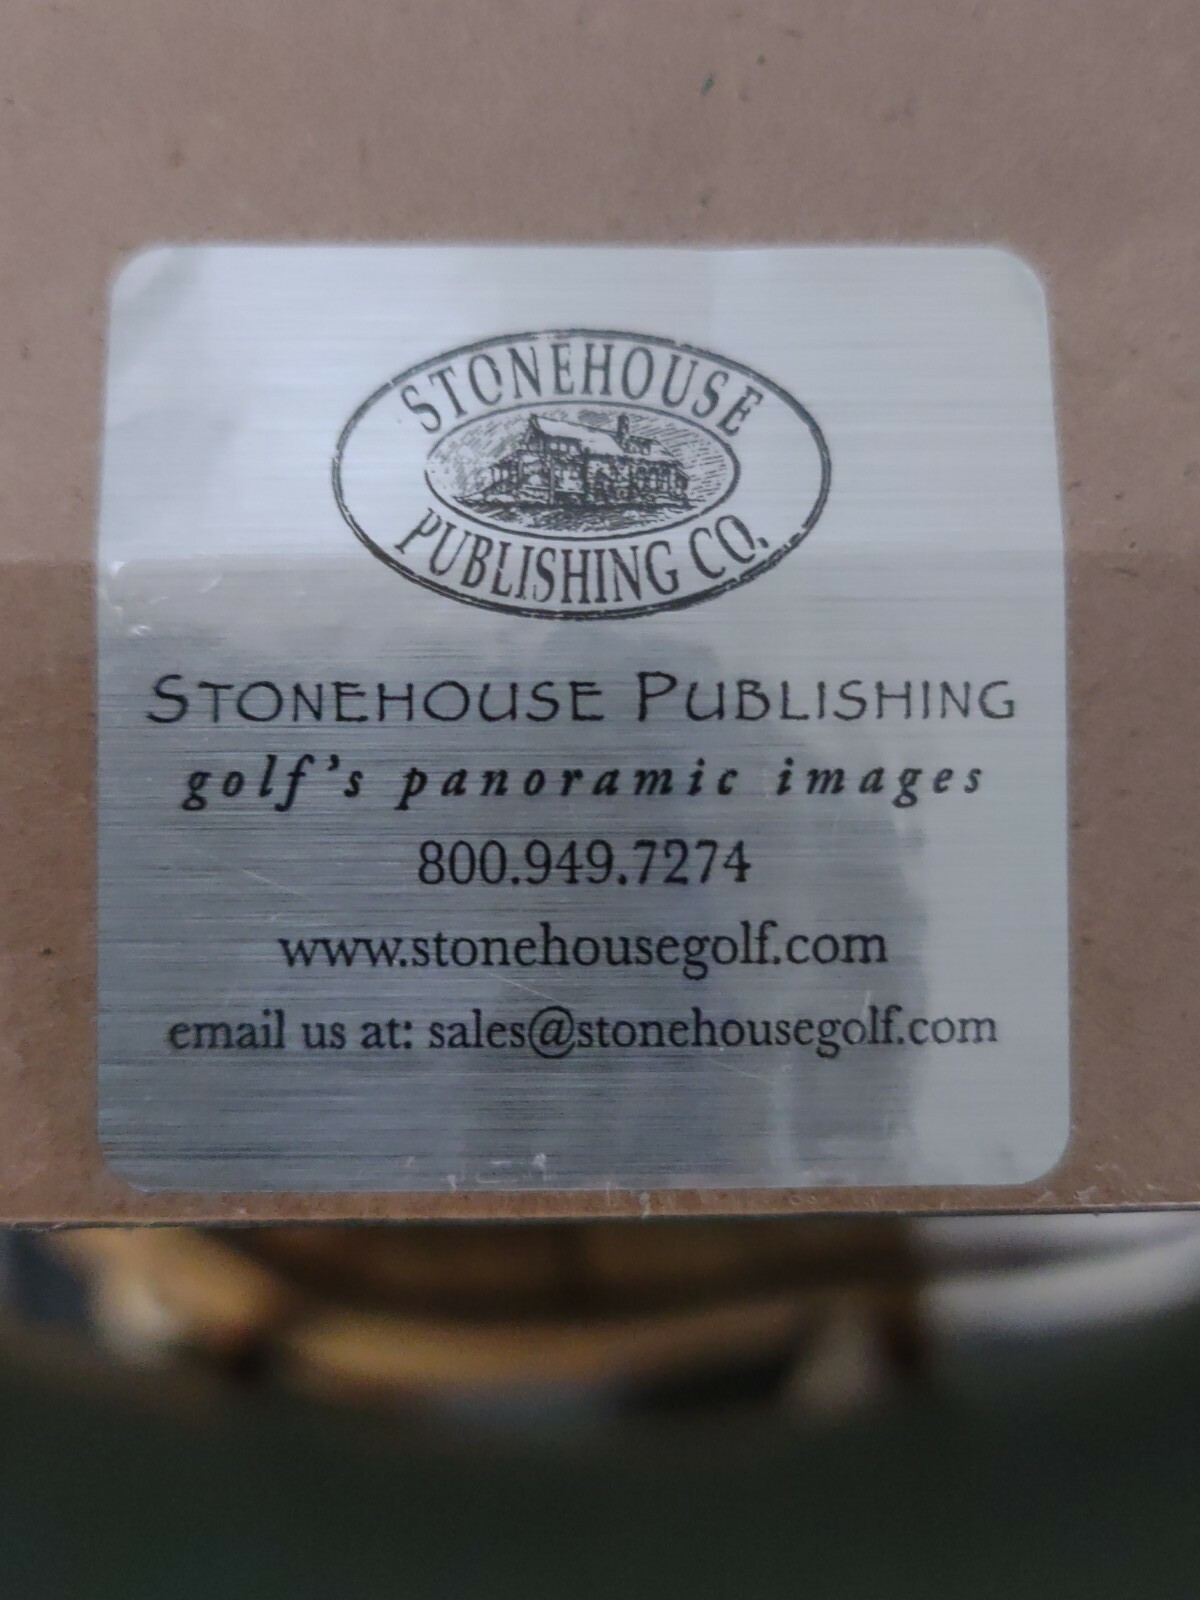 STONEHOUSE
PUBLISHING CO.
STONEHOUSE PUBLISHING
golf's panoramic images
800.949.7274
www.stonehousegolf.com
email us at: sales@stonehousegolf.com